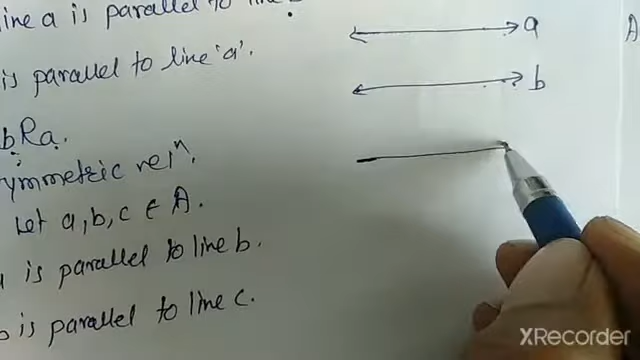 line a is parallel to line
is parallel to line 'a'.
bRa.
ymmetric relⁿ.
Let a, b, c ∈ A.
is parallel to line b.
b is parallel to line c.
a
b
A
XRecorder